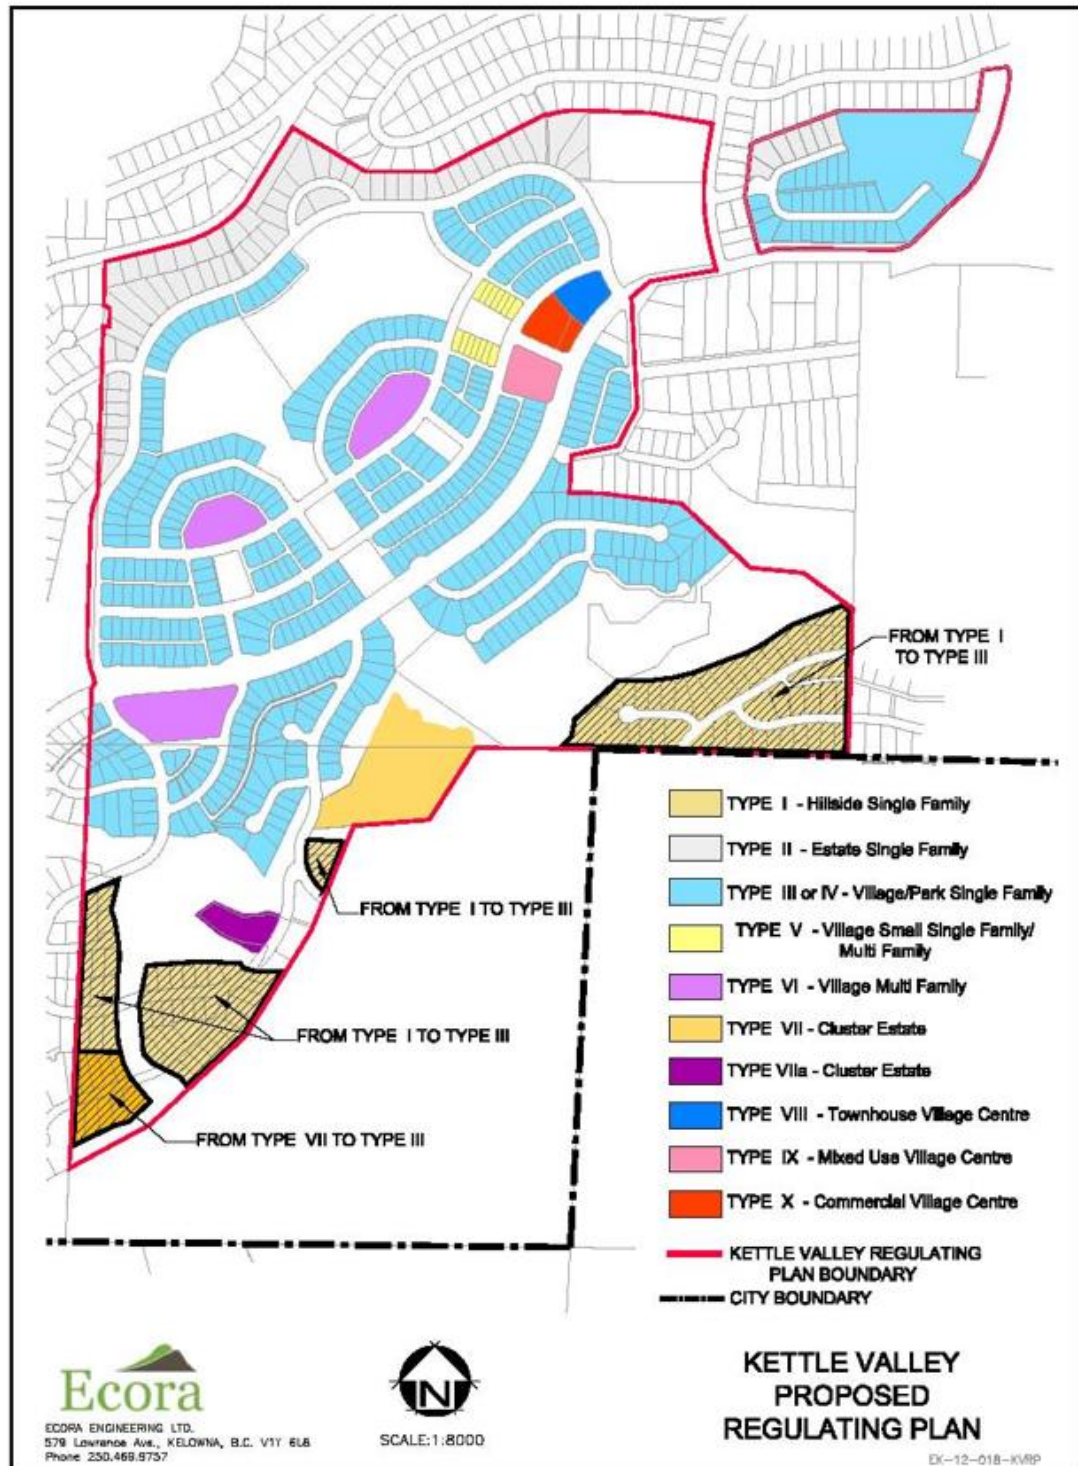 FROM TYPE I
TO TYPE III
TYPE I - Hillside Single Family
TYPE II - Estate Single Family
FROM TYPE I TO TYPE III
TYPE III or IV - Village/Park Single Family
TYPE V - Village Small Single Family/
Multi Family
TYPE VI - Village Multi Family
FROM TYPE I TO TYPE III
TYPE VII - Cluster Estate
TYPE VIIa - Cluster Estate
TYPE VIII - Townhouse Village Centre
FROM TYPE VII TO TYPE III
TYPE IX - Mixed Use Village Centre
TYPE X - Commercial Village Centre
KETTLE VALLEY REGULATING
PLAN BOUNDARY
CITY BOUNDARY
Ecora
ECORA ENGINEERING LTD.
579 Lawrence Ave., KELOWNA, B.C. V1Y 6L8
Phone 250.469.9757
N
SCALE:1:8000
KETTLE VALLEY
PROPOSED
REGULATING PLAN
EK-12-018-KVRP